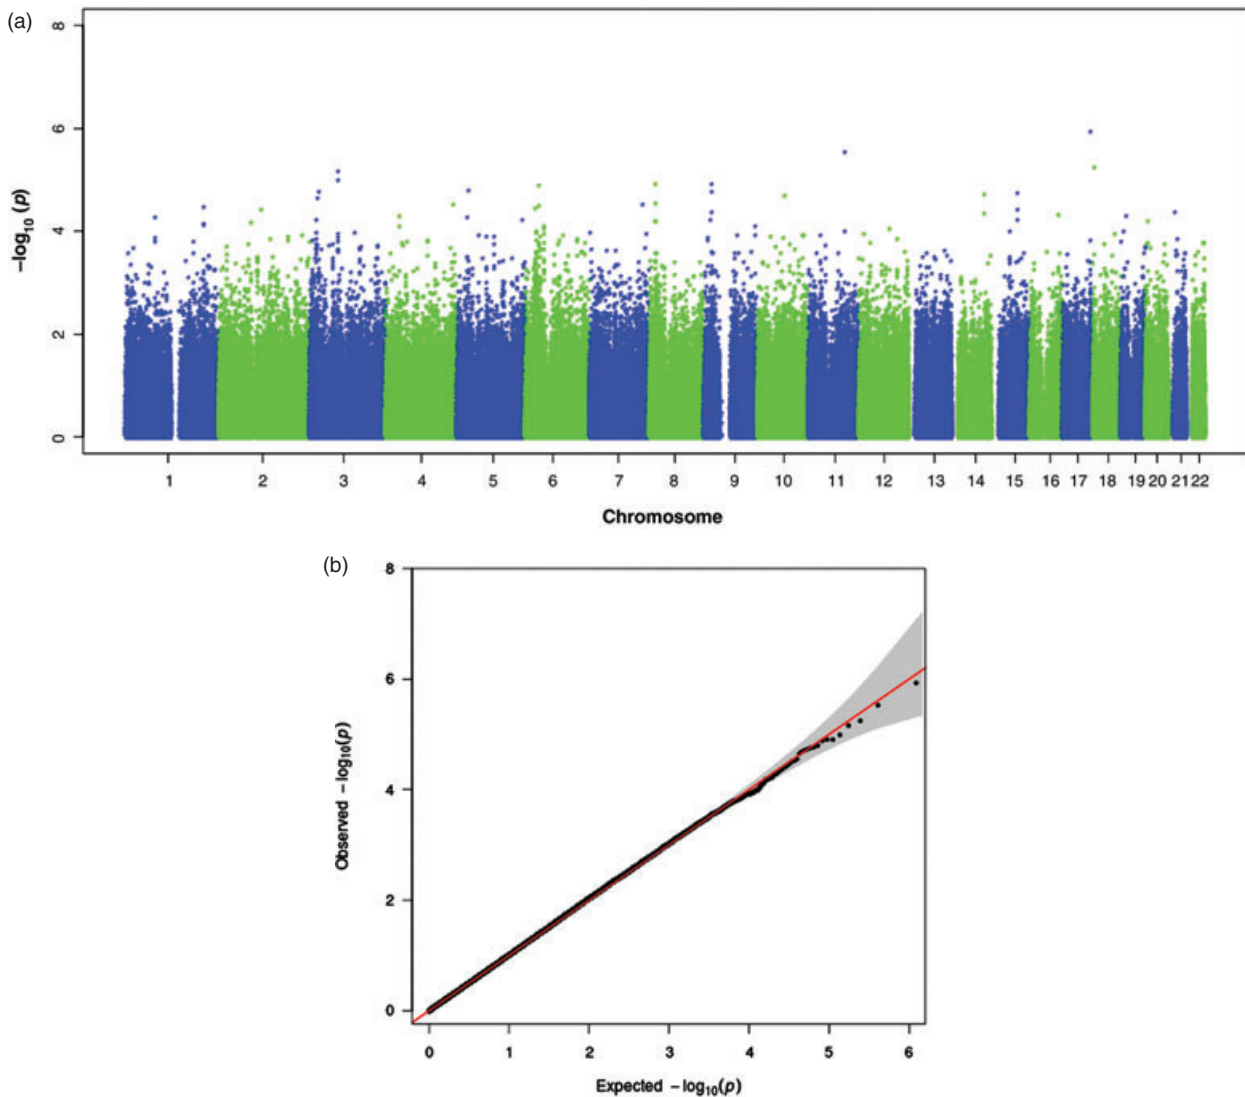 (a)
8
6
4
2
0
–log10 (p)
1 2 3 4 5 6 7 8 9 10 11 12 13 14 15 16 17 18 19 20 21 22
Chromosome
(b)
8
6
4
2
0
Observed –log10(p)
0 1 2 3 4 5 6
Expected –log10(p)